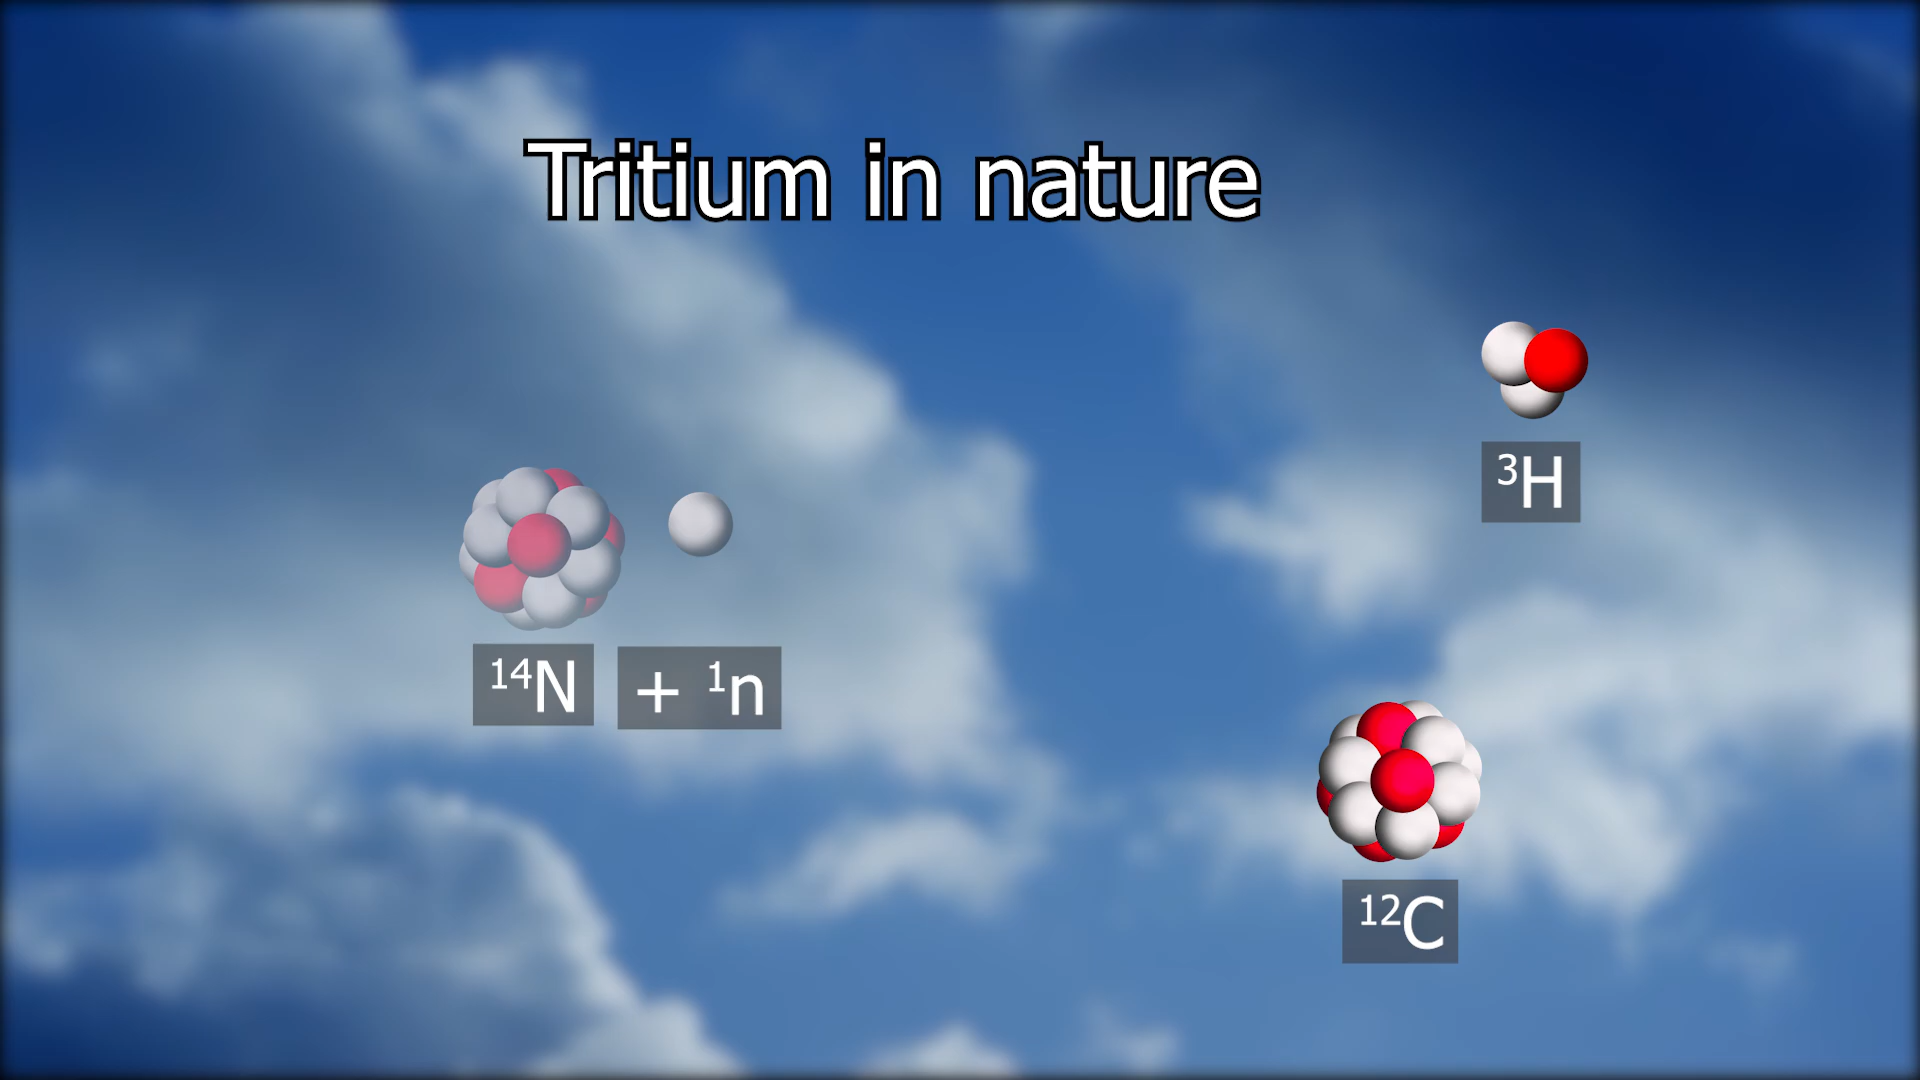 Tritium in nature
³H
¹⁴N + ¹n
¹²C